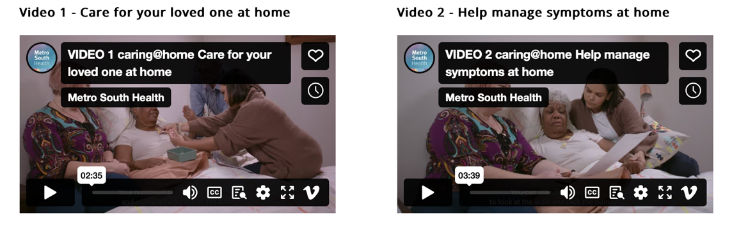 Video 1 - Care for your loved one at home
Video 2 - Help manage symptoms at home
Metro
South
Health
VIDEO 1 caring@home Care for your
loved one at home
Metro South Health
02:35
CC
Metro
South
Health
VIDEO 2 caring@home Help manage
symptoms at home
Metro South Health
03:39
CC